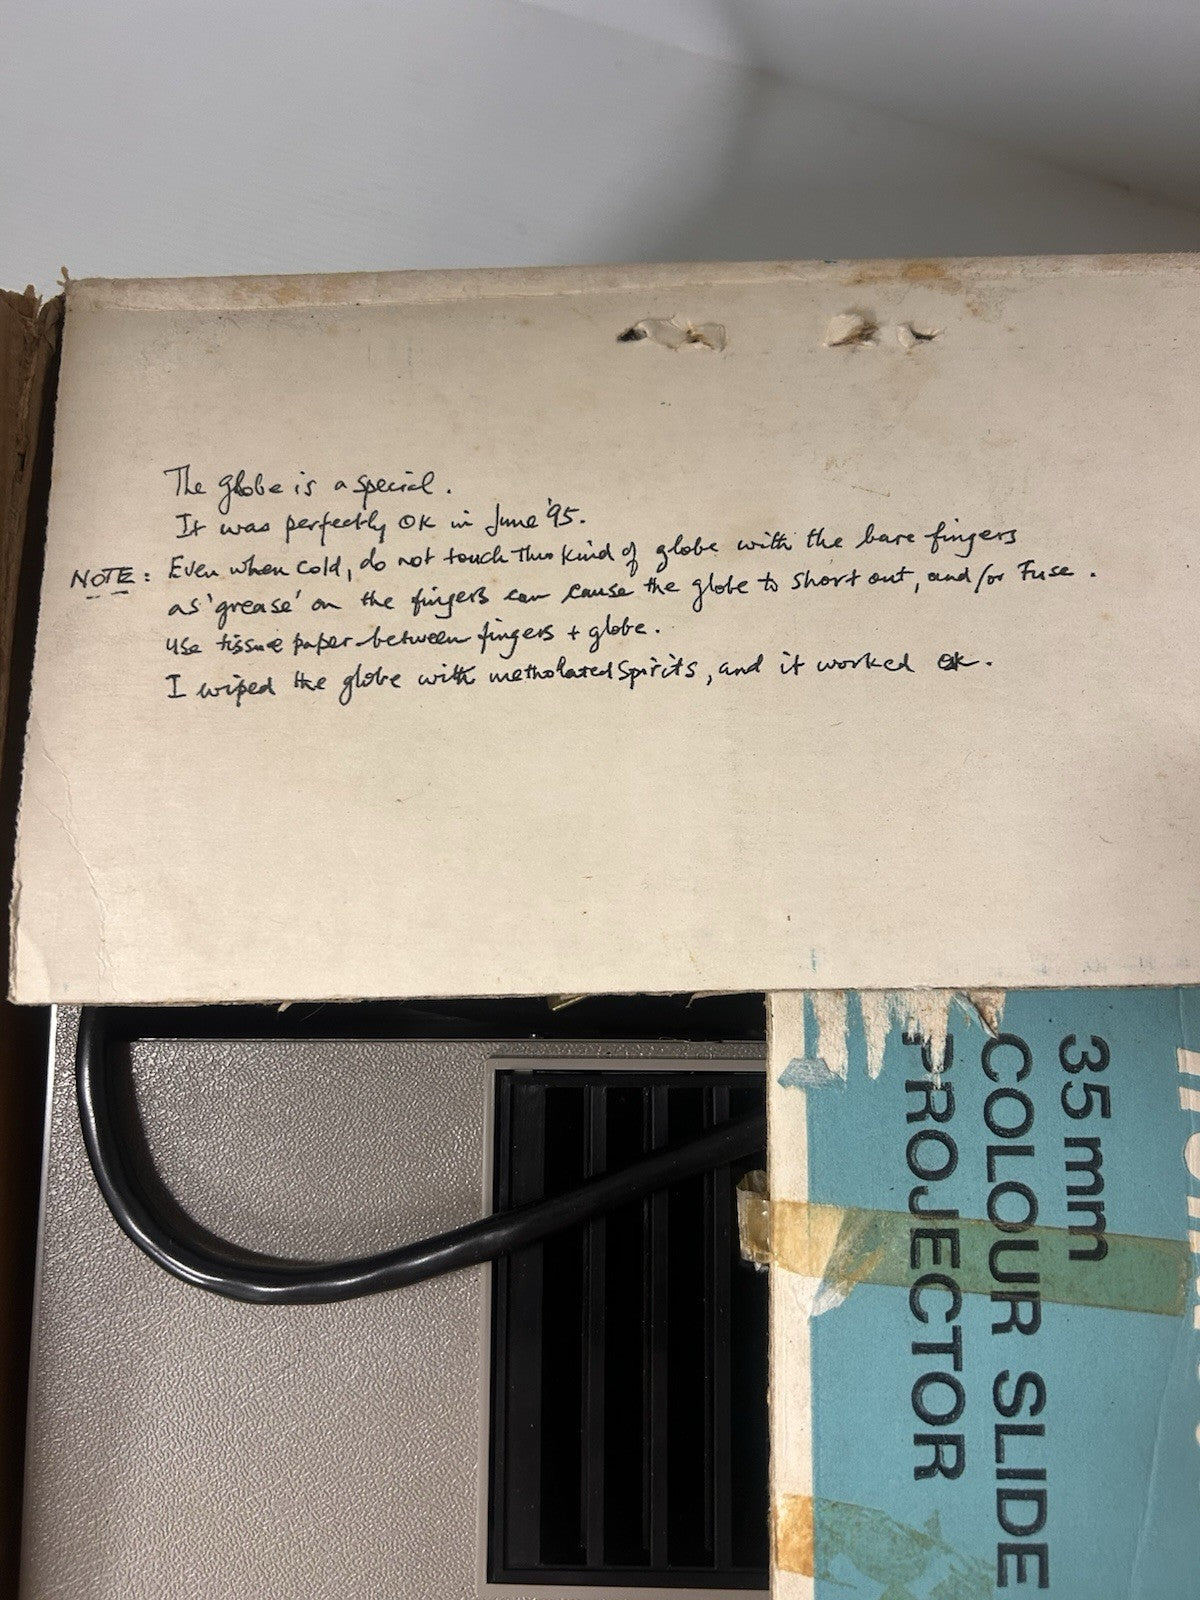 The globe is a special.
It was perfectly OK in June '95.
NOTE: Even when cold, do not touch this kind of globe with the bare fingers
as 'grease' on the fingers can cause the globe to short out, and/or Fuse.
Use tissue paper between fingers + globe.
I wiped the globe with metholated spirits, and it worked OK.
35mm
COLOUR SLIDE
PROJECTOR